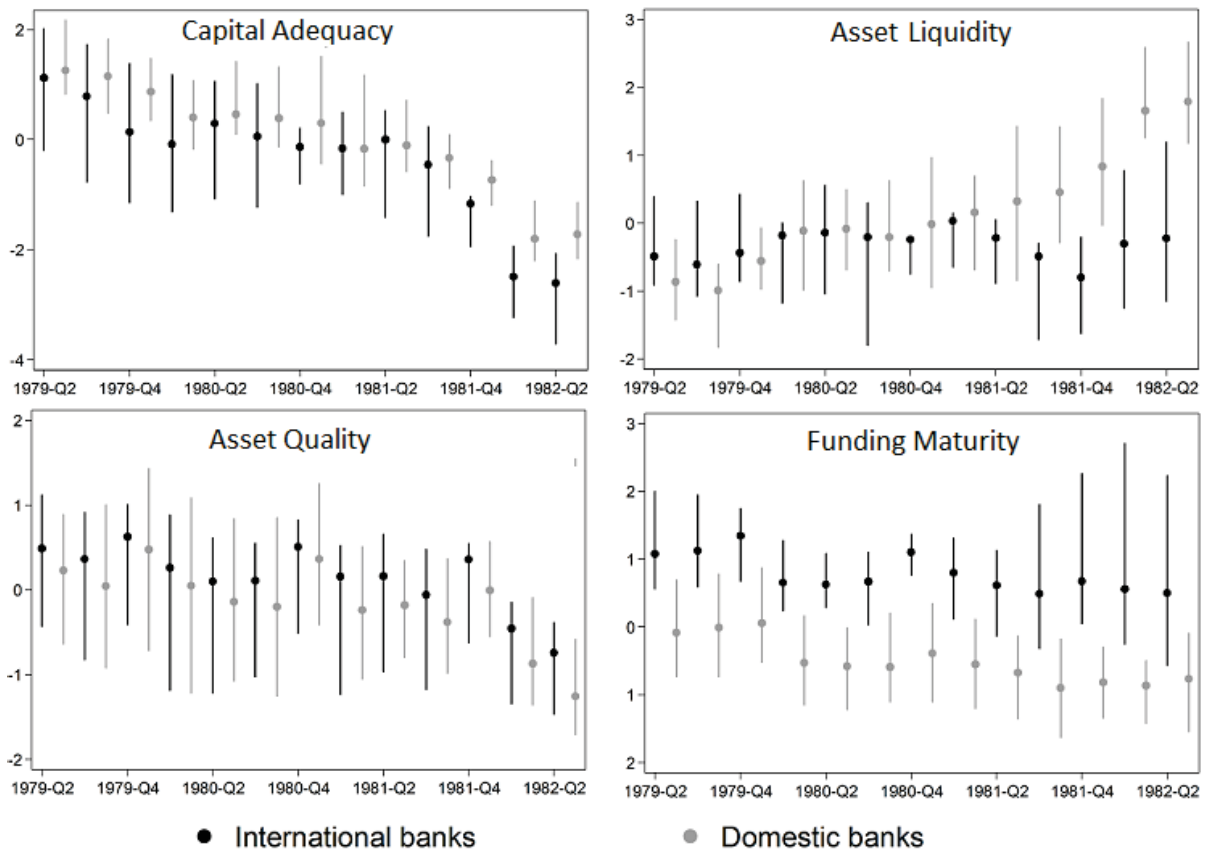 Capital Adequacy
2
0
-2
-4
1979-Q2 1979-Q4 1980-Q2 1980-Q4 1981-Q2 1981-Q4 1982-Q2
Asset Liquidity
3
2
1
0
-1
-2
1979-Q2 1979-Q4 1980-Q2 1980-Q4 1981-Q2 1981-Q4 1982-Q2
Asset Quality
2
1
0
-1
-2
1979-Q2 1979-Q4 1980-Q2 1980-Q4 1981-Q2 1981-Q4 1982-Q2
Funding Maturity
3
2
1
0
1
2
1979-Q2 1979-Q4 1980-Q2 1980-Q4 1981-Q2 1981-Q4 1982-Q2
International banks Domestic banks